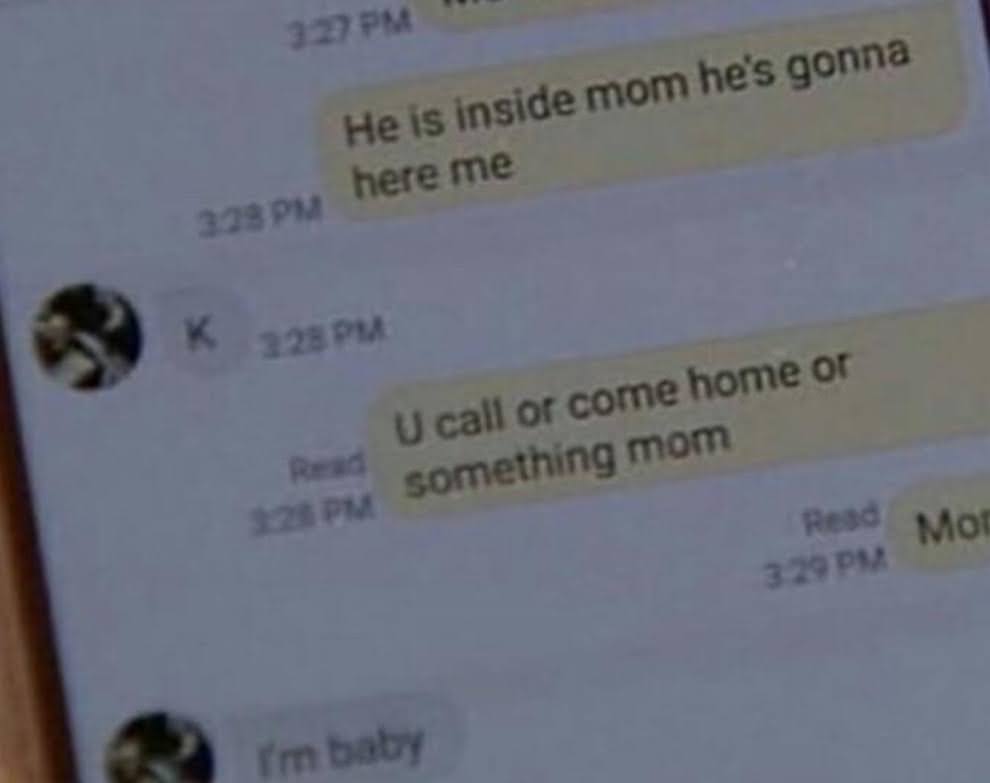 3:27 PM
He is inside mom he's gonna
here me
3:28 PM
K 3:28 PM
U call or come home or
something mom
Read
3:28 PM
Read
3:29 PM
I'm baby